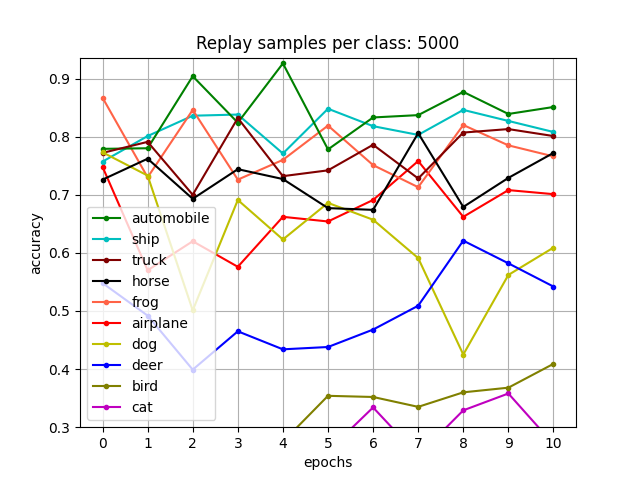 Replay samples per class: 5000
0.9
0.8
0.7
0.6
0.5
0.4
0.3
accuracy
automobile
ship
truck
horse
frog
airplane
dog
deer
bird
cat
0 1 2 3 4 5 6 7 8 9 10
epochs